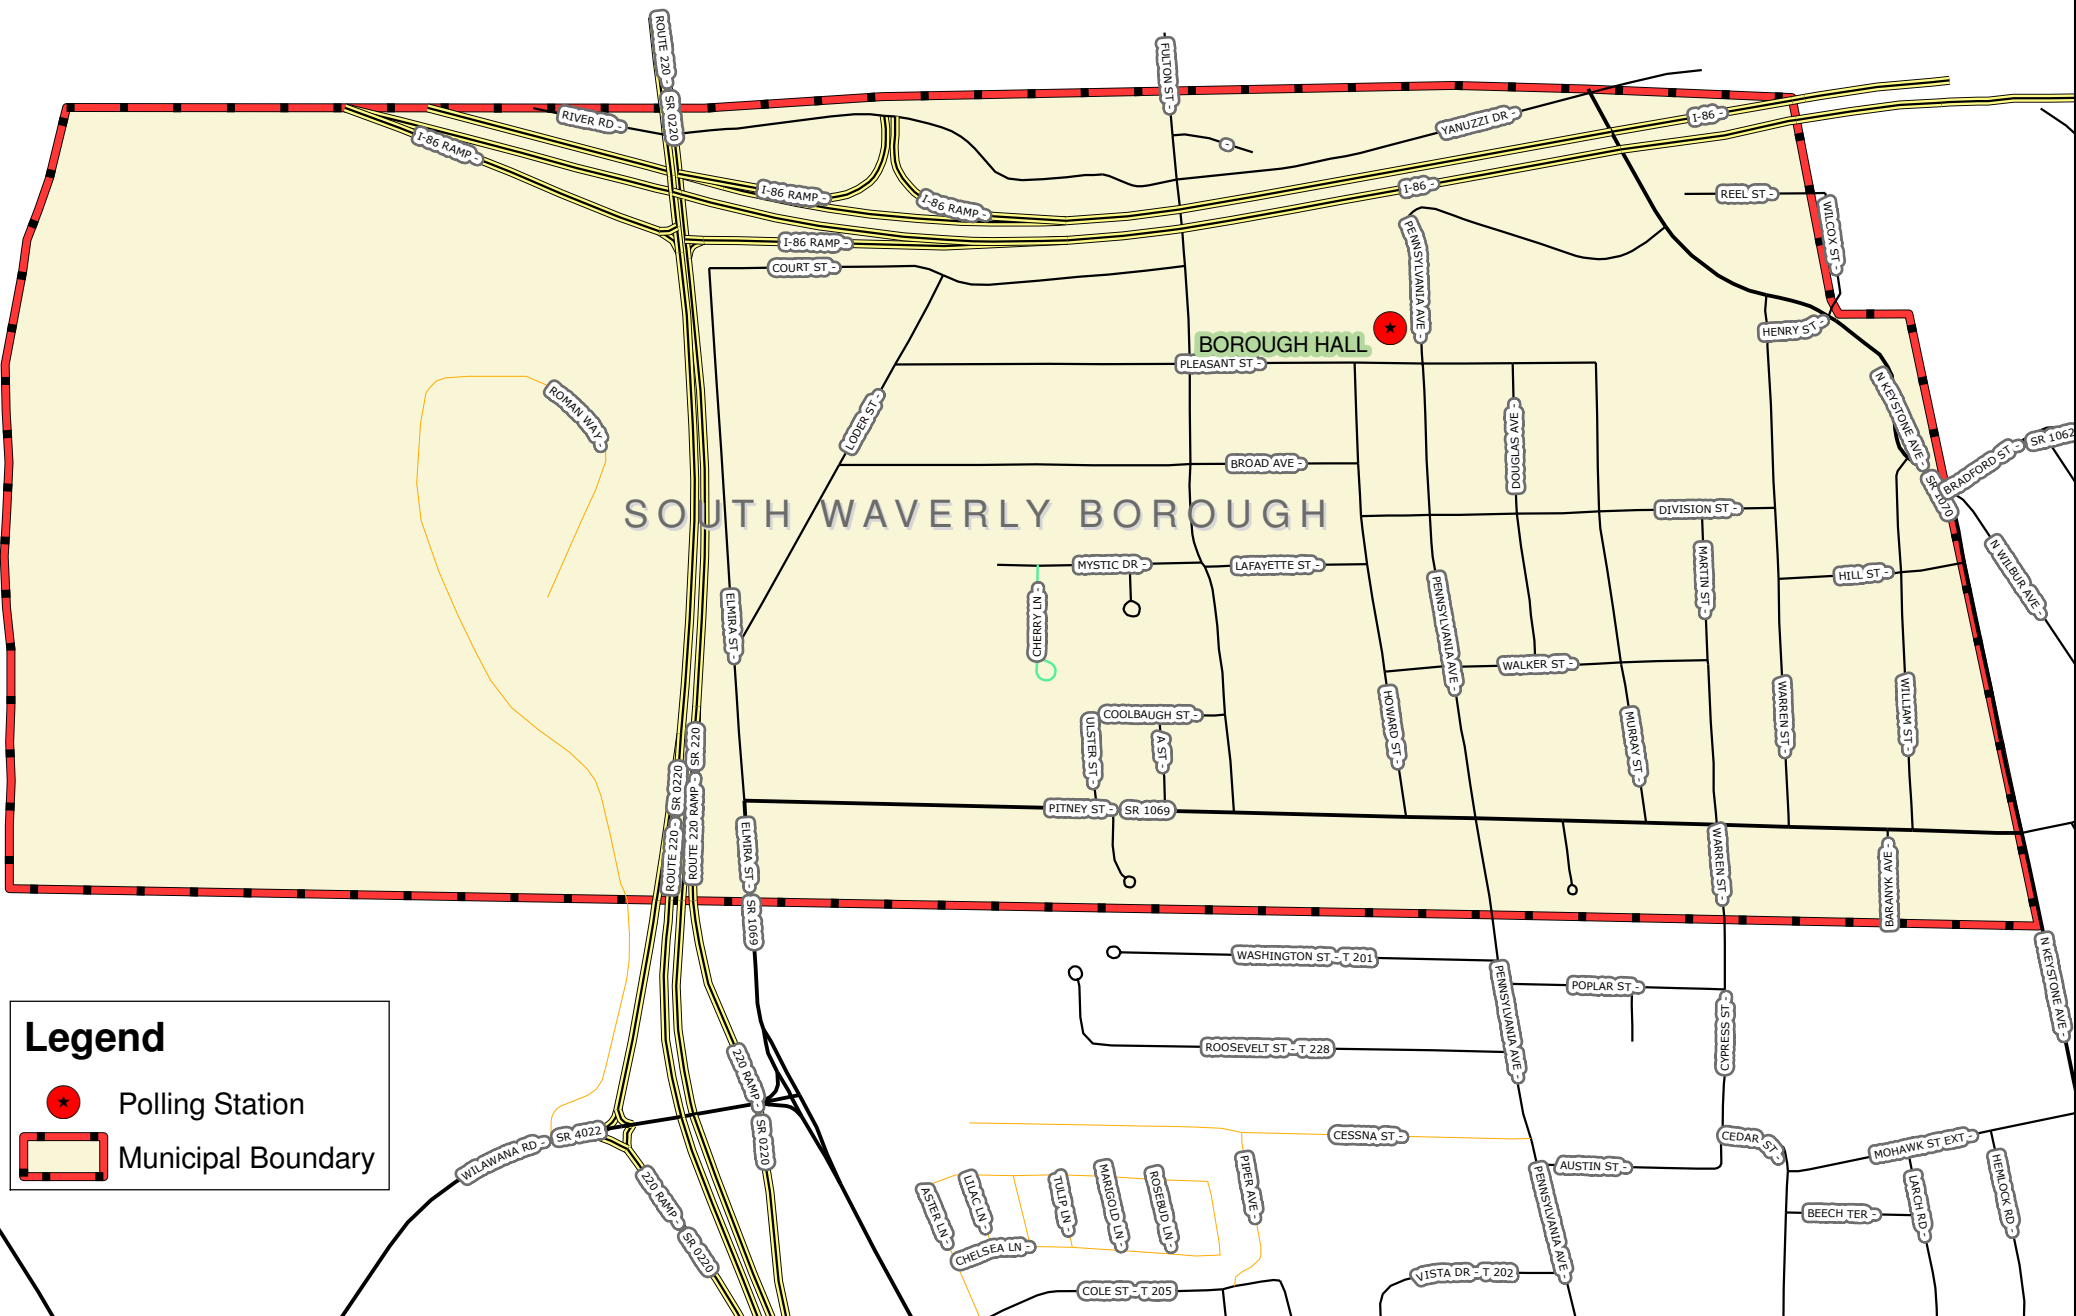 ROUTE 220 -
SR 0220
FULTON ST -
RIVER RD -
I-86 RAMP -
YANUZZI DR -
I-86 -
-
I-86 RAMP -
I-86 RAMP -
I-86 -
REEL ST -
WILCOX ST -
I-86 RAMP -
COURT ST -
PENNSYLVANIA AVE -
HENRY ST -
BOROUGH HALL
PLEASANT ST -
ROMAN WAY -
LODER ST -
DOUGLAS AVE -
N KEYSTONE AVE -
SR 1070
BRADFORD ST -
SR 1062
BROAD AVE -
SOUTH WAVERLY BOROUGH
DIVISION ST -
MYSTIC DR -
LAFAYETTE ST -
MARTIN ST -
HILL ST -
N WILBUR AVE -
ELMIRA ST -
CHERRY LN -
PENNSYLVANIA AVE -
WALKER ST -
COOLBAUGH ST -
ULSTER ST -
A ST -
HOWARD ST -
MURRAY ST -
WARREN ST -
WILLIAM ST -
SR 220
SR 0220
ROUTE 220 RAMP -
ROUTE 220 -
PITNEY ST -
SR 1069
ELMIRA ST -
SR 1069
WARREN ST -
BARANYK AVE -
WASHINGTON ST - T 201
POPLAR ST -
PENNSYLVANIA AVE -
CYPRESS ST -
N KEYSTONE AVE -
ROOSEVELT ST - T 228
Legend
Polling Station
Municipal Boundary
220 RAMP -
SR 0220
WILAWANA RD -
SR 4022
220 RAMP -
SR 0220
CESSNA ST -
CEDAR ST -
MOHAWK ST EXT -
AUSTIN ST -
ASTER LN -
LILAC LN -
TULIP LN -
MARIGOLD LN -
ROSEBUD LN -
PIPER AVE -
PENNSYLVANIA AVE -
LARCH RD -
HEMLOCK RD -
BEECH TER -
CHELSEA LN -
VISTA DR - T 202
COLE ST - T 205